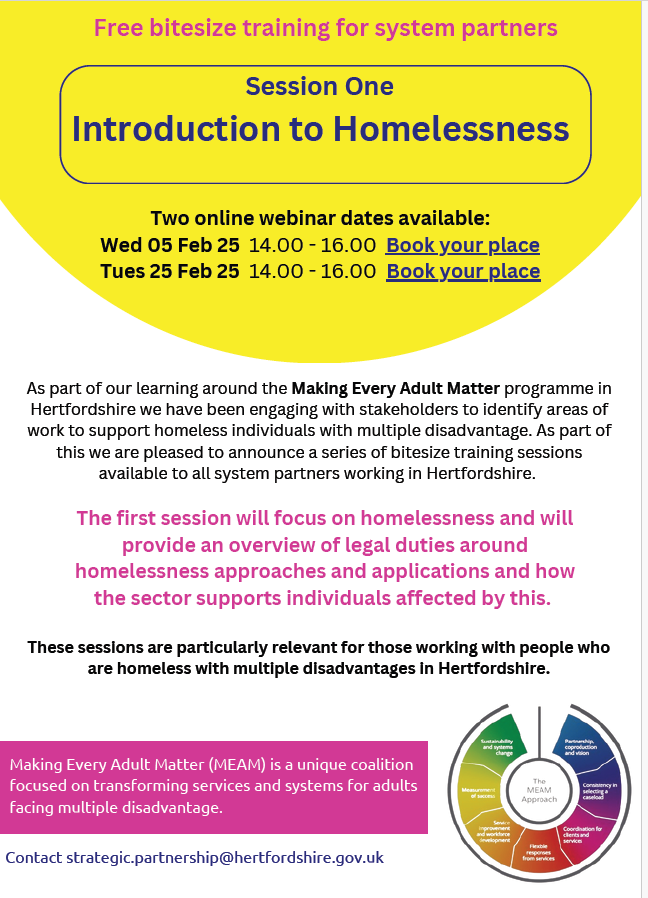 Free bitesize training for system partners
Session One
Introduction to Homelessness
Two online webinar dates available:
Wed 05 Feb 25 14.00 - 16.00 Book your place
Tues 25 Feb 25 14.00 - 16.00 Book your place
As part of our learning around the Making Every Adult Matter programme in
Hertfordshire we have been engaging with stakeholders to identify areas of
work to support homeless individuals with multiple disadvantage. As part of
this we are pleased to announce a series of bitesize training sessions
available to all system partners working in Hertfordshire.
The first session will focus on homelessness and will
provide an overview of legal duties around
homelessness approaches and applications and how
the sector supports individuals affected by this.
These sessions are particularly relevant for those working with people who
are homeless with multiple disadvantages in Hertfordshire.
Making Every Adult Matter (MEAM) is a unique coalition
focused on transforming services and systems for adults
facing multiple disadvantage.
Contact strategic.partnership@hertfordshire.gov.uk
The
MEAM
Approach
Partnership,
coproduction
and vision
Consistency in
selecting a
caseload
Coordination for
clients and
services
Flexible
responses
from services
Service
improvement
and workforce
development
Measurement
of success
Sustainability
and systems
change